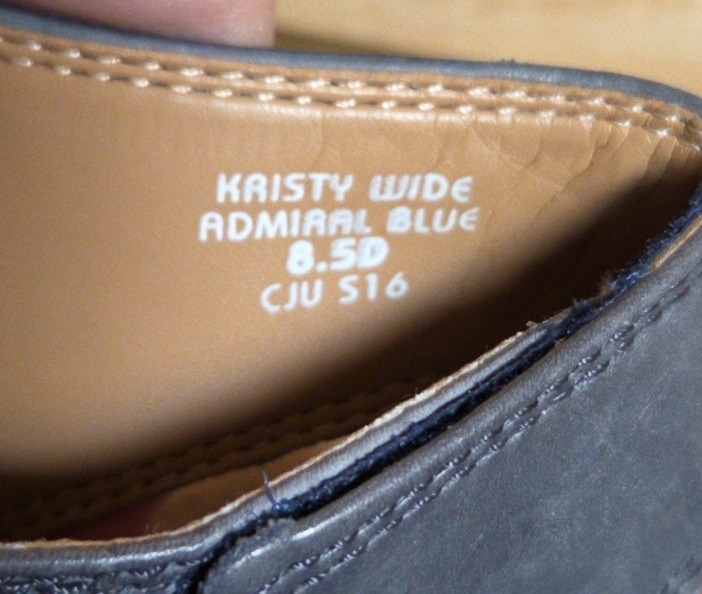 KRISTY WIDE
ADMIRAL BLUE
8.5D
CJU S16